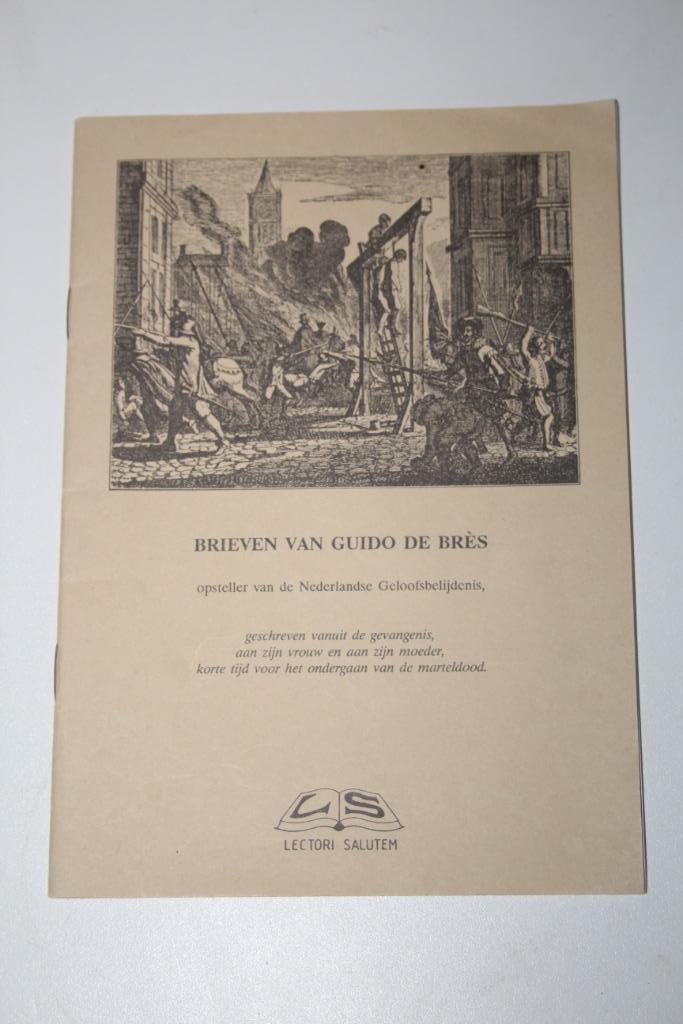 BRIEVEN VAN GUIDO DE BRÈS
opsteller van de Nederlandse Geloofsbelijdenis,
geschreven vanuit de gevangenis,
aan zijn vrouw en aan zijn moeder,
korte tijd voor het ondergaan van de marteldood.
LS
LECTORI SALUTEM